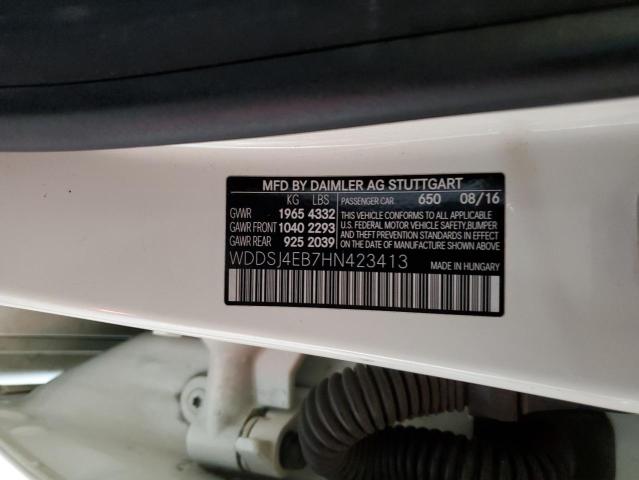 MFD BY DAIMLER AG STUTTGART
KG LBS PASSENGER CAR 650 08/16
GVWR 1965 4332 THIS VEHICLE CONFORMS TO ALL APPLICABLE
GAWR FRONT 1040 2293 U.S. FEDERAL MOTOR VEHICLE SAFETY,BUMPER
GAWR REAR 925 2039 AND THEFT PREVENTION STANDARDS IN EFFECT
ON THE DATE OF MANUFACTURE SHOWN ABOVE.
WDDSJ4EB7HN423413 MADE IN HUNGARY